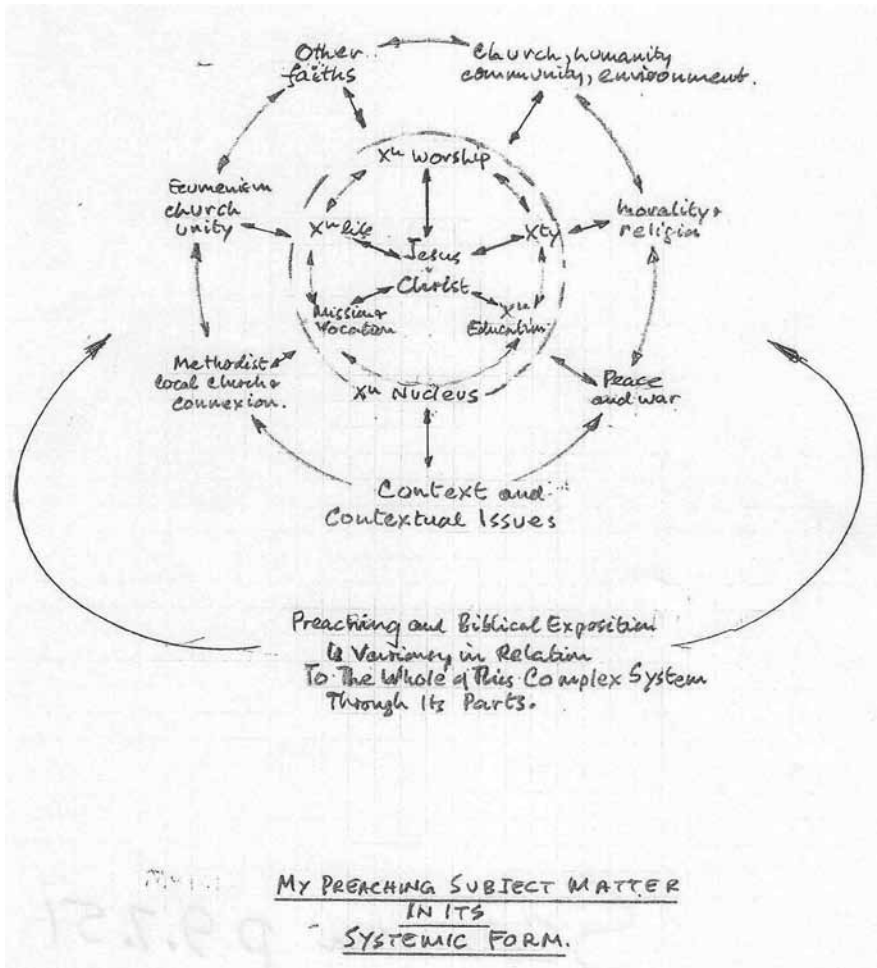 Other
faiths
Church, humanity
community, environment.
Xn Worship
Ecumenism
church
unity
Xn life
Xty
Morality +
religion
Jesus
Christ
Mission +
Vocation
Xn
Education
Methodist
local church +
connexion.
Xn Nucleus
Peace
and war
Context and
Contextual Issues
Preaching and Biblical Exposition
Is in Relation
To The Whole of This Complex System
Through Its Parts.
MY PREACHING SUBJECT MATTER
IN ITS
SYSTEMIC FORM.